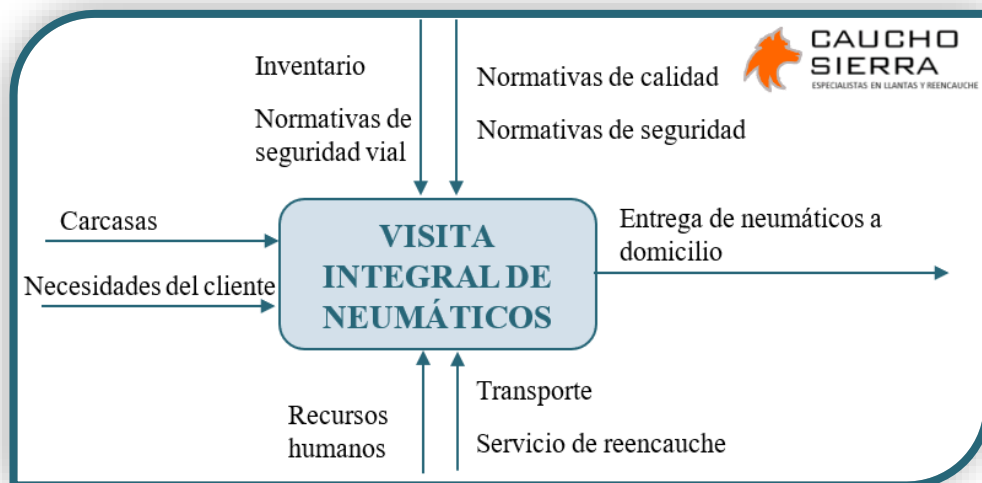 CAUCHO
SIERRA
ESPECIALISTAS EN LLANTAS Y REENCAUCHE
Inventario
Normativas de
seguridad vial
Normativas de calidad
Normativas de seguridad
Carcasas
Necesidades del cliente
VISITA
INTEGRAL DE
NEUMÁTICOS
Entrega de neumáticos a
domicilio
Recursos
humanos
Transporte
Servicio de reencauche